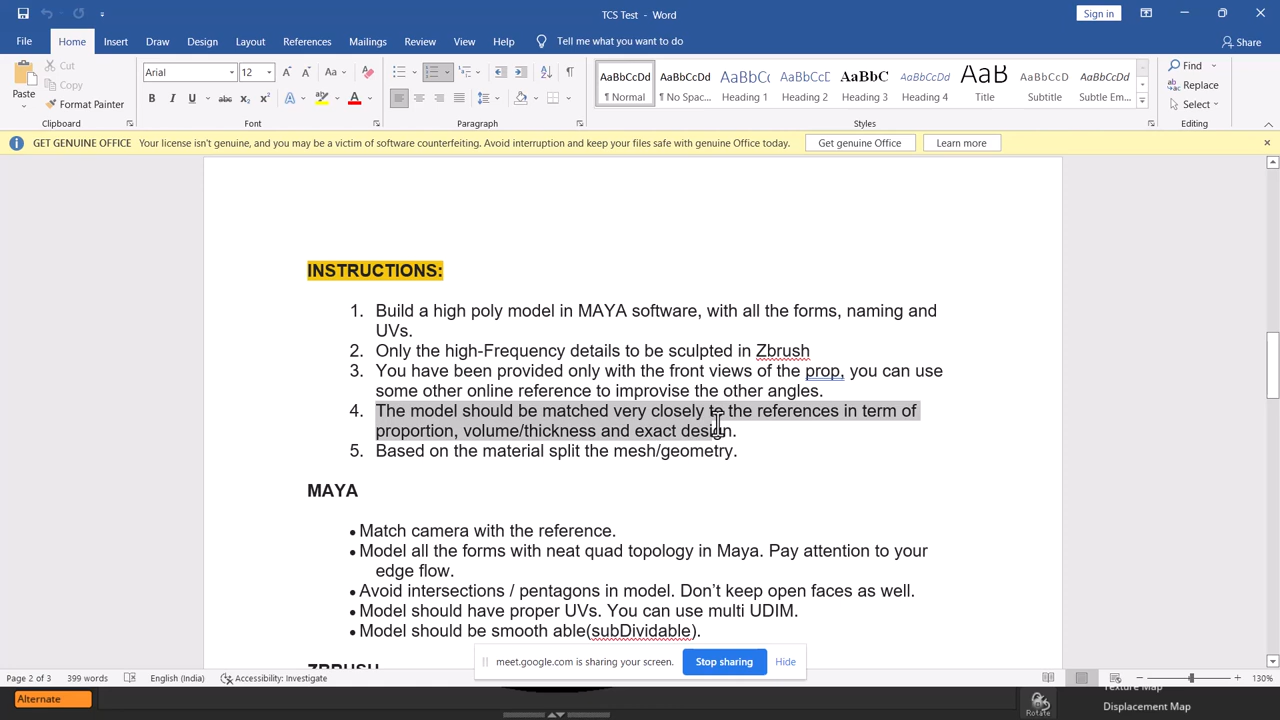 TCS Test - Word
Sign in
File Home Insert Draw Design Layout References Mailings Review View Help Tell me what you want to do Share
Paste
Cut
Copy
Format Painter
Clipboard
Arial 12
Aa
B I U abc x₂ x² A A
Font
Paragraph
AaBbCcDd AaBbCcDd AaBbCcD AaBbCcD AaBbC AaBbCcD AaB AaBbCcD AaBbCcDd
¶ Normal ¶ No Spac... Heading 1 Heading 2 Heading 3 Heading 4 Title Subtitle Subtle Em...
Styles
Find
Replace
Select
Editing
GET GENUINE OFFICE Your license isn't genuine, and you may be a victim of software counterfeiting. Avoid interruption and keep your files safe with genuine Office today. Get genuine Office Learn more
INSTRUCTIONS:
1. Build a high poly model in MAYA software, with all the forms, naming and
UVs.
2. Only the high-Frequency details to be sculpted in Zbrush
3. You have been provided only with the front views of the prop, you can use
some other online reference to improvise the other angles.
4. The model should be matched very closely to the references in term of
proportion, volume/thickness and exact design.
5. Based on the material split the mesh/geometry.
MAYA
• Match camera with the reference.
• Model all the forms with neat quad topology in Maya. Pay attention to your
edge flow.
• Avoid intersections / pentagons in model. Don't keep open faces as well.
• Model should have proper UVs. You can use multi UDIM.
• Model should be smooth able(subDividable).
ZBRUSH
meet.google.com is sharing your screen. Stop sharing Hide
Page 2 of 3 399 words English (India) Accessibility: Investigate 130%
Alternate
Rotate
Texture Map
Displacement Map